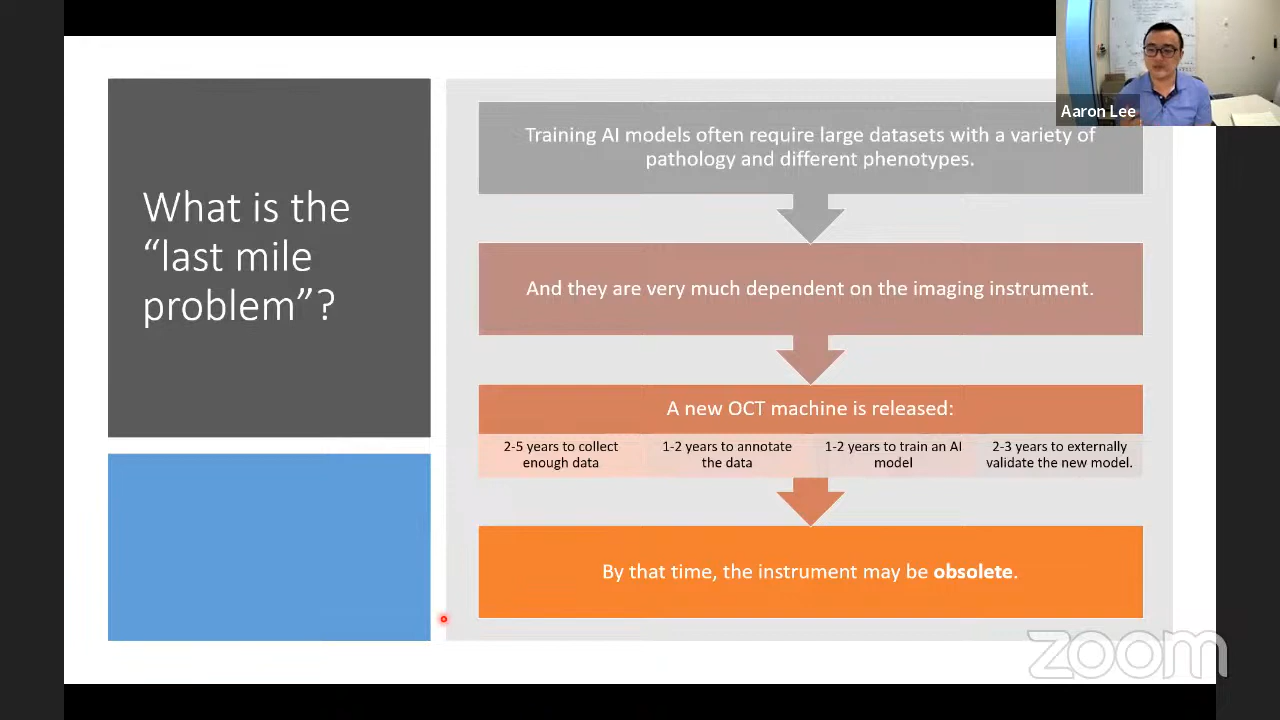 What is the
“last mile
problem”?
Training AI models often require large datasets with a variety of
pathology and different phenotypes.
And they are very much dependent on the imaging instrument.
A new OCT machine is released:
2-5 years to collect
enough data
1-2 years to annotate
the data
1-2 years to train an AI
model
2-3 years to externally
validate the new model.
By that time, the instrument may be obsolete.
Aaron Lee
zoom